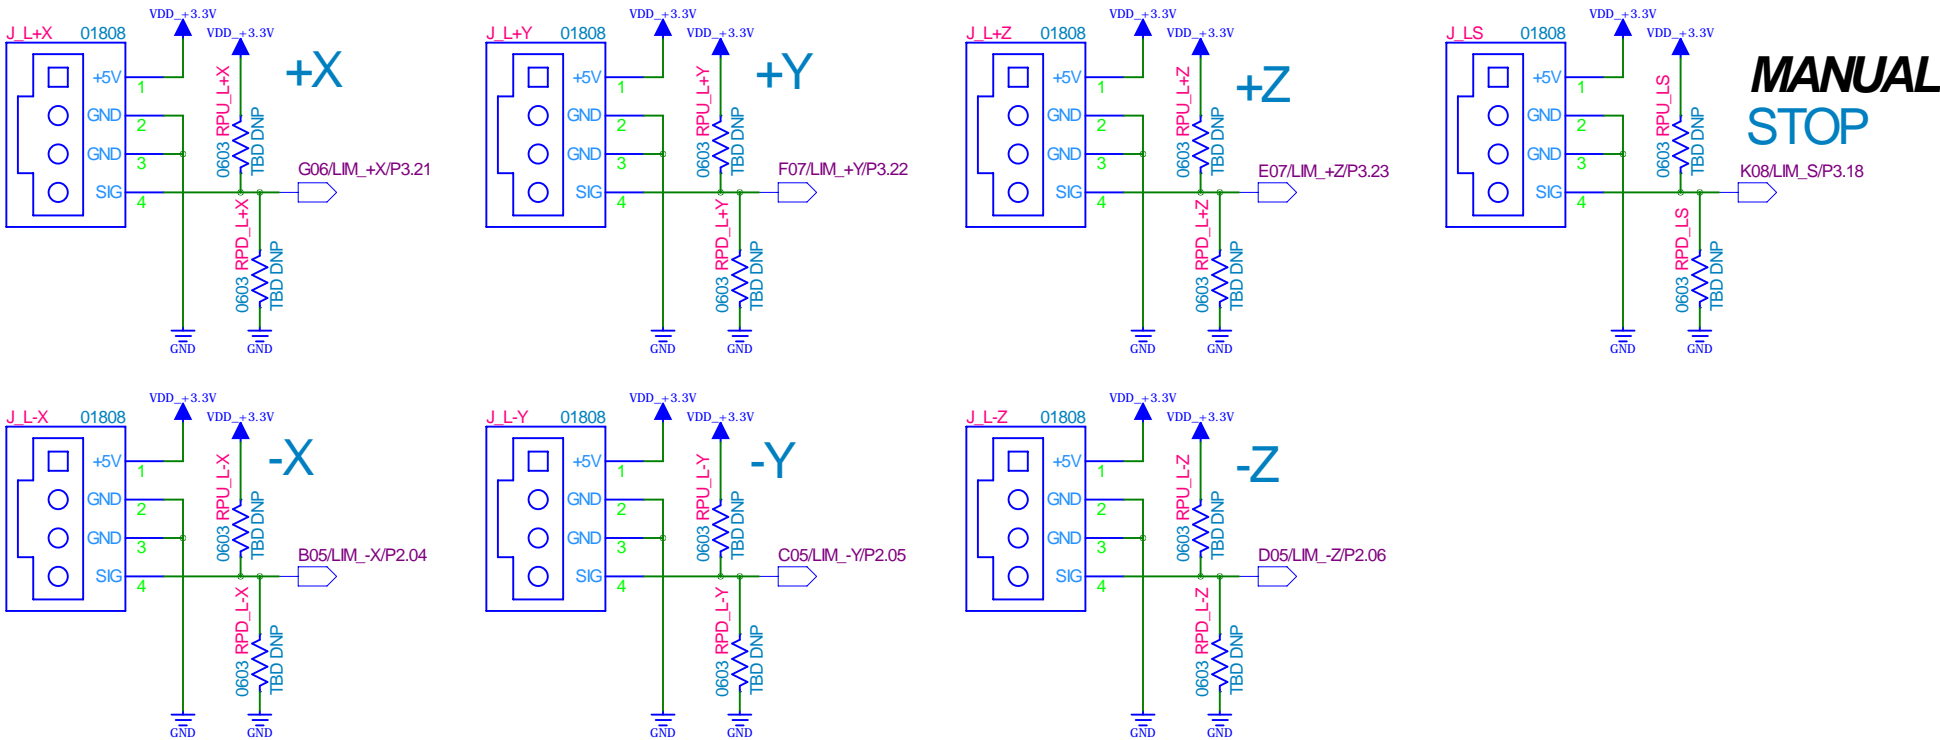 VDD_+3.3V
J_L+X 01808
VDD_+3.3V
+5V 1
GND 2
GND 3
SIG 4
0603 RPU_L+X
TBD DNP
+X
G06/LIM_+X/P3.21
0603 RPD_L+X
TBD DNP
GND
GND
VDD_+3.3V
J_L+Y 01808
VDD_+3.3V
+5V 1
GND 2
GND 3
SIG 4
0603 RPU_L+Y
TBD DNP
+Y
F07/LIM_+Y/P3.22
0603 RPD_L+Y
TBD DNP
GND
GND
VDD_+3.3V
J_L+Z 01808
VDD_+3.3V
+5V 1
GND 2
GND 3
SIG 4
0603 RPU_L+Z
TBD DNP
+Z
E07/LIM_+Z/P3.23
0603 RPD_L+Z
TBD DNP
GND
GND
VDD_+3.3V
J_LS 01808
VDD_+3.3V
+5V 1
GND 2
GND 3
SIG 4
0603 RPU_LS
TBD DNP
MANUAL
STOP
K08/LIM_S/P3.18
0603 RPD_LS
TBD DNP
GND
GND
VDD_+3.3V
J_L-X 01808
VDD_+3.3V
+5V 1
GND 2
GND 3
SIG 4
0603 RPU_L-X
TBD DNP
-X
B05/LIM_-X/P2.04
0603 RPD_L-X
TBD DNP
GND
GND
VDD_+3.3V
J_L-Y 01808
VDD_+3.3V
+5V 1
GND 2
GND 3
SIG 4
0603 RPU_L-Y
TBD DNP
-Y
C05/LIM_-Y/P2.05
0603 RPD_L-Y
TBD DNP
GND
GND
VDD_+3.3V
J_L-Z 01808
VDD_+3.3V
+5V 1
GND 2
GND 3
SIG 4
0603 RPU_L-Z
TBD DNP
-Z
D05/LIM_-Z/P2.06
0603 RPD_L-Z
TBD DNP
GND
GND